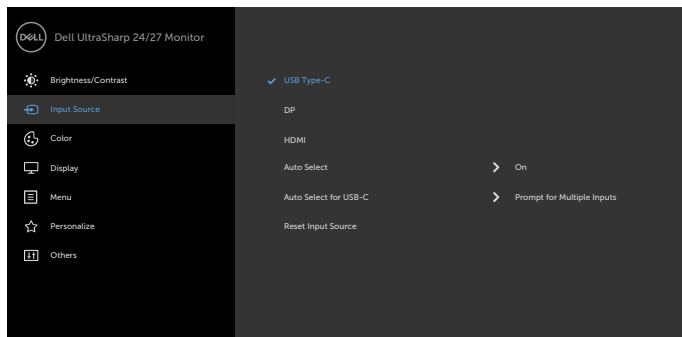 DELL Dell UltraSharp 24/27 Monitor
Brightness/Contrast
Input Source
Color
Display
Menu
Personalize
Others
USB Type-C
DP
HDMI
Auto Select On
Auto Select for USB-C Prompt for Multiple Inputs
Reset Input Source